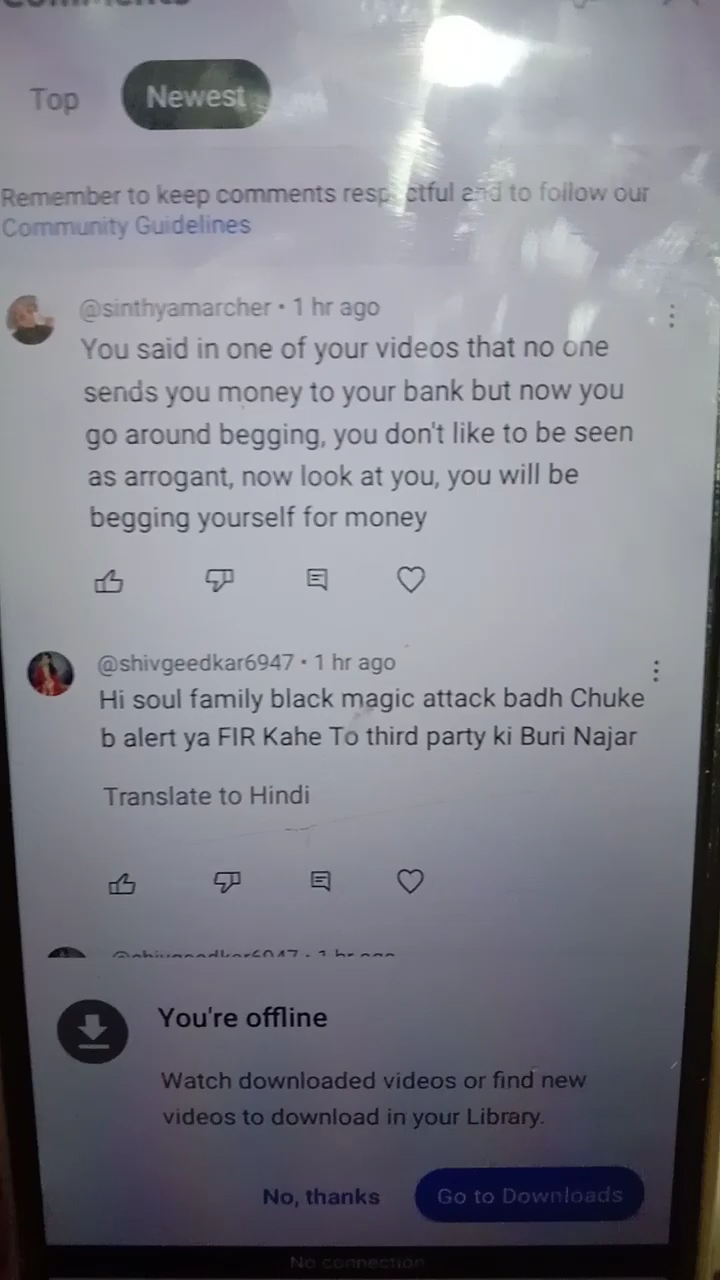 Comments
Top
Newest
Remember to keep comments respectful and to follow our
Community Guidelines
@sinthyamarcher • 1 hr ago
You said in one of your videos that no one
sends you money to your bank but now you
go around begging, you don't like to be seen
as arrogant, now look at you, you will be
begging yourself for money
@shivgeedkar6947 • 1 hr ago
Hi soul family black magic attack badh Chuke
b alert ya FIR Kahe To third party ki Buri Najar
Translate to Hindi
@shivgeedkar6947 • 1 hr ago
You're offline
Watch downloaded videos or find new
videos to download in your Library.
No, thanks
Go to Downloads
No connection